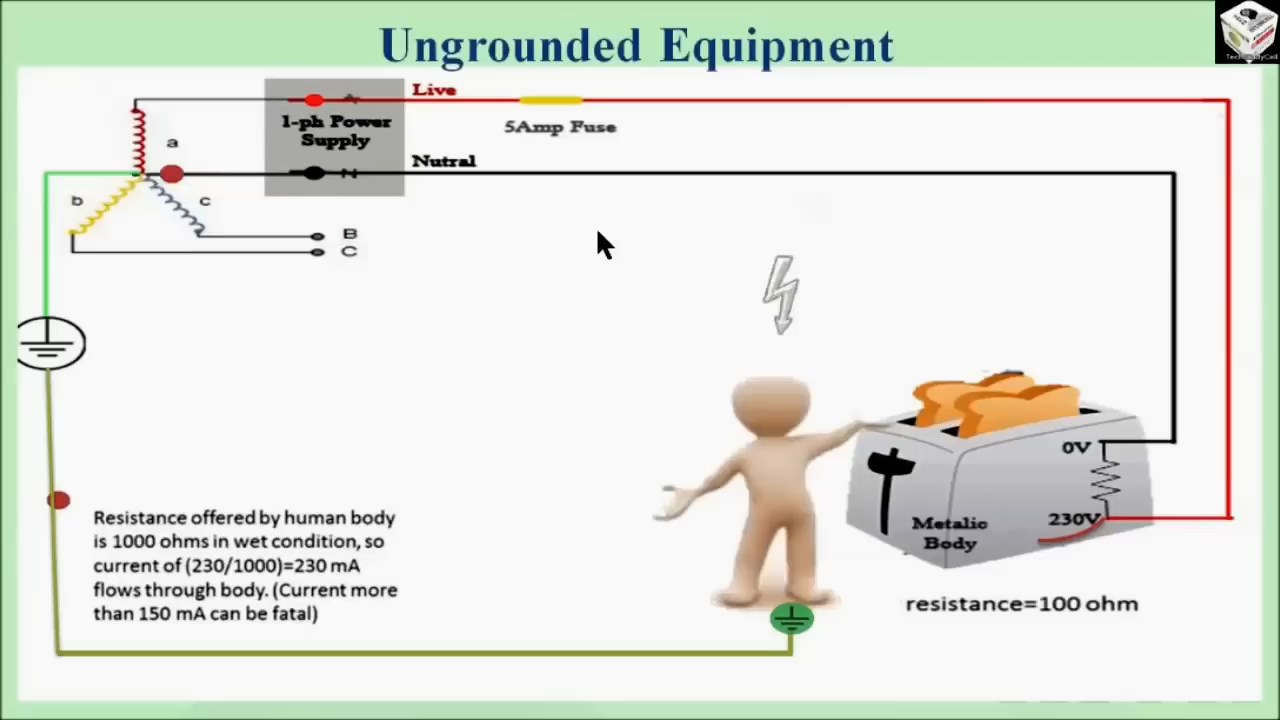 Ungrounded Equipment
Live
1-ph Power
Supply
5Amp Fuse
a
Nutral
N
b
c
B
C
0V
230V
Metalic
Body
resistance=100 ohm
Resistance offered by human body
is 1000 ohms in wet condition, so
current of (230/1000)=230 mA
flows through body. (Current more
than 150 mA can be fatal)